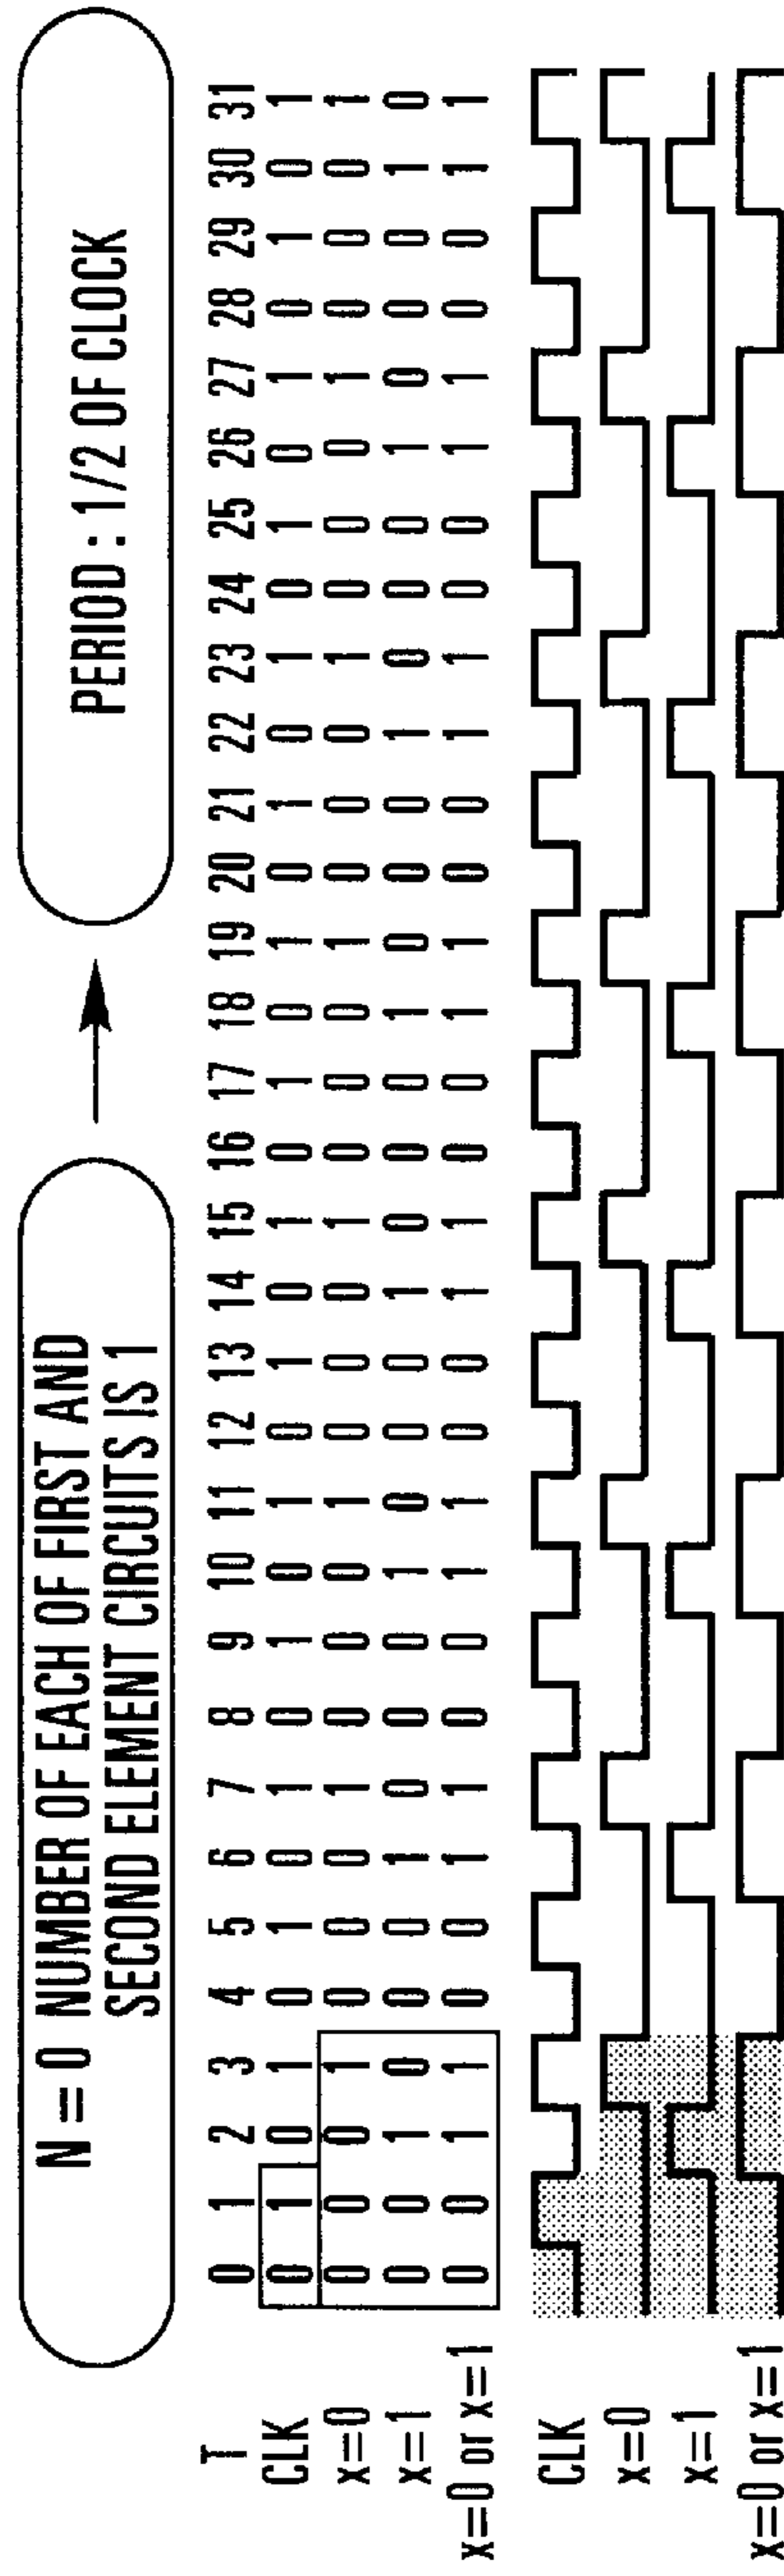 N = 0 NUMBER OF EACH OF FIRST AND
SECOND ELEMENT CIRCUITS IS 1
PERIOD : 1/2 OF CLOCK
T 0 1 2 3 4 5 6 7 8 9 10 11 12 13 14 15 16 17 18 19 20 21 22 23 24 25 26 27 28 29 30 31
CLK 0 1 0 1 0 1 0 1 0 1 0 1 0 1 0 1 0 1 0 1 0 1 0 1 0 1 0 1 0 1 0 1
x=0 0 0 0 1 0 0 0 1 0 0 0 1 0 0 0 1 0 0 0 1 0 0 0 1 0 0 0 1 0 0 0 1
x=1 0 0 1 0 0 0 1 0 0 0 1 0 0 0 1 0 0 0 1 0 0 0 1 0 0 0 1 0 0 0 1 0
x=0 or x=1 0 0 1 1 0 0 1 1 0 0 1 1 0 0 1 1 0 0 1 1 0 0 1 1 0 0 1 1 0 0 1 1
CLK
x=0
x=1
x=0 or x=1